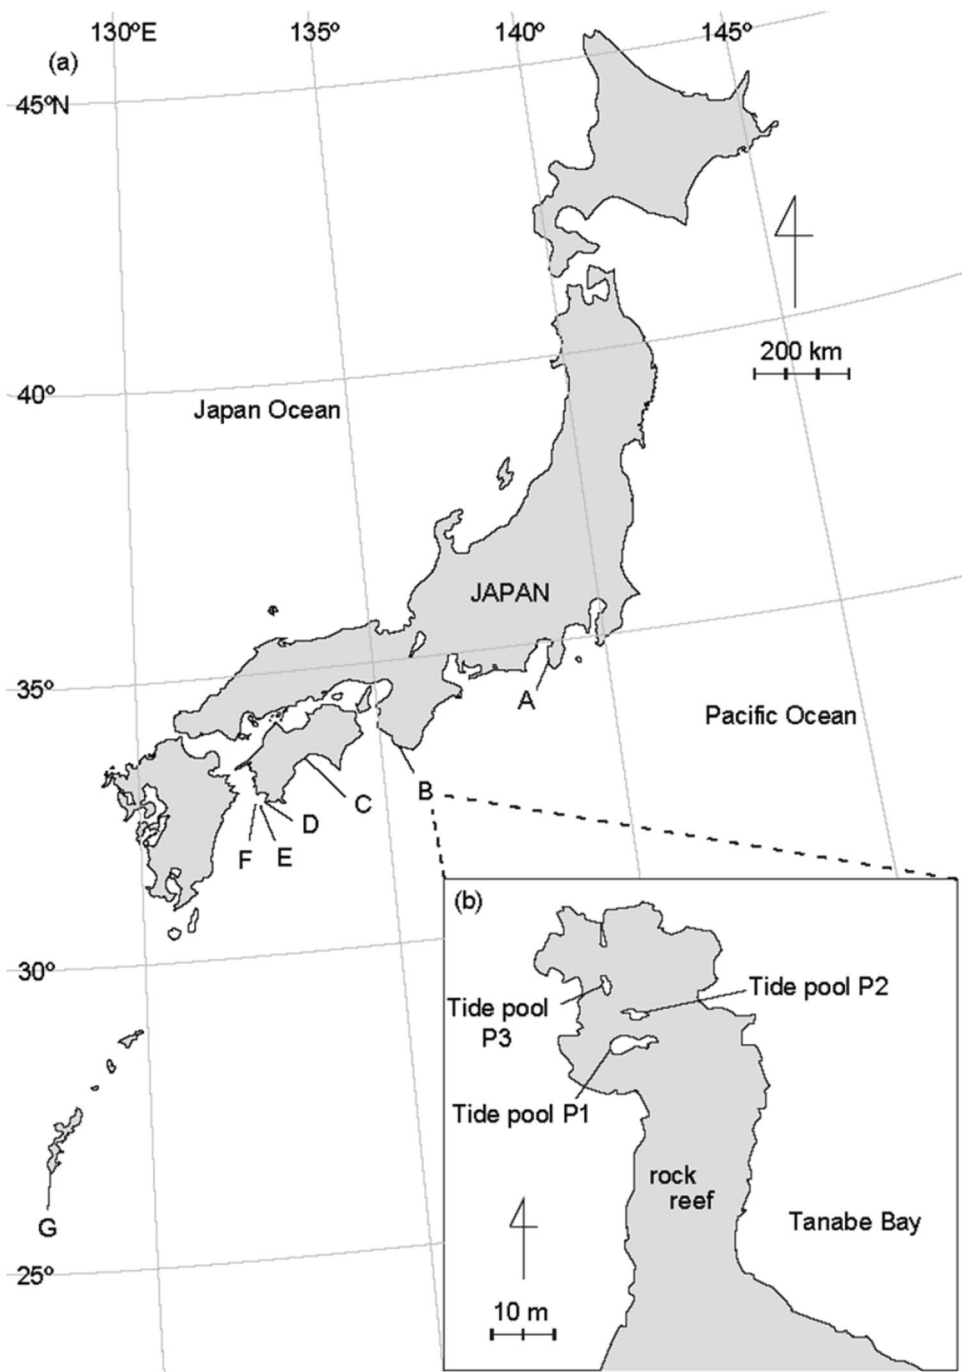 130ºE 135º 140º 145º
(a)
45ºN
200 km
40º
Japan Ocean
JAPAN
A
35º
Pacific Ocean
B
C
D
F E
(b)
30º
Tide pool P2
Tide pool
P3
Tide pool P1
rock
reef
G
Tanabe Bay
25º
10 m